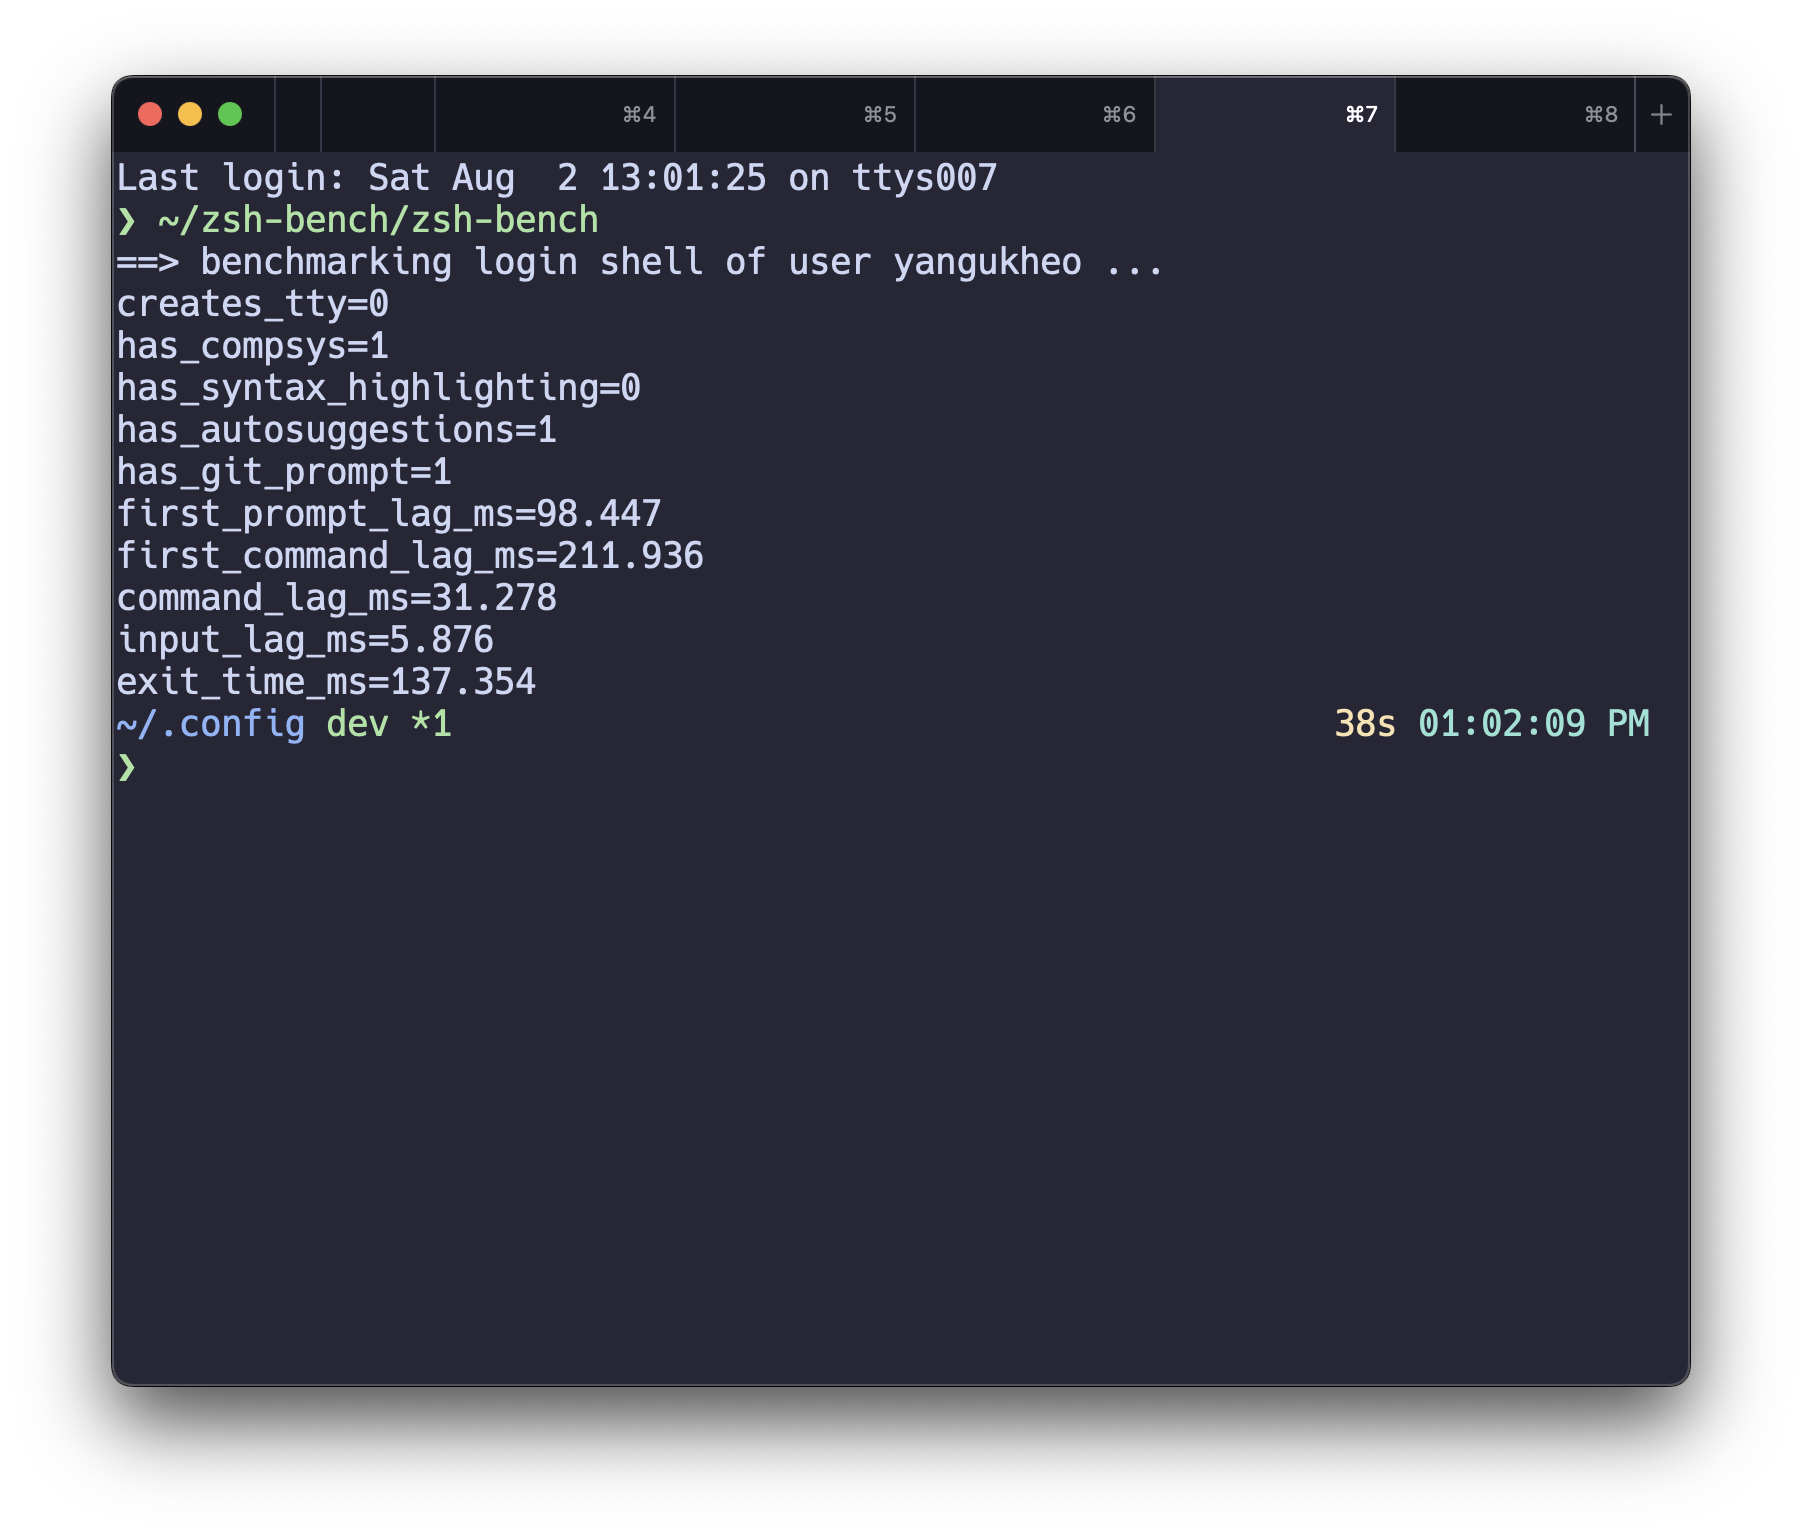 ⌘4 ⌘5 ⌘6 ⌘7 ⌘8 +
Last login: Sat Aug  2 13:01:25 on ttys007
❯ ~/zsh-bench/zsh-bench
==> benchmarking login shell of user yangukheo ...
creates_tty=0
has_compsys=1
has_syntax_highlighting=0
has_autosuggestions=1
has_git_prompt=1
first_prompt_lag_ms=98.447
first_command_lag_ms=211.936
command_lag_ms=31.278
input_lag_ms=5.876
exit_time_ms=137.354
~/.config dev *1 38s 01:02:09 PM
❯